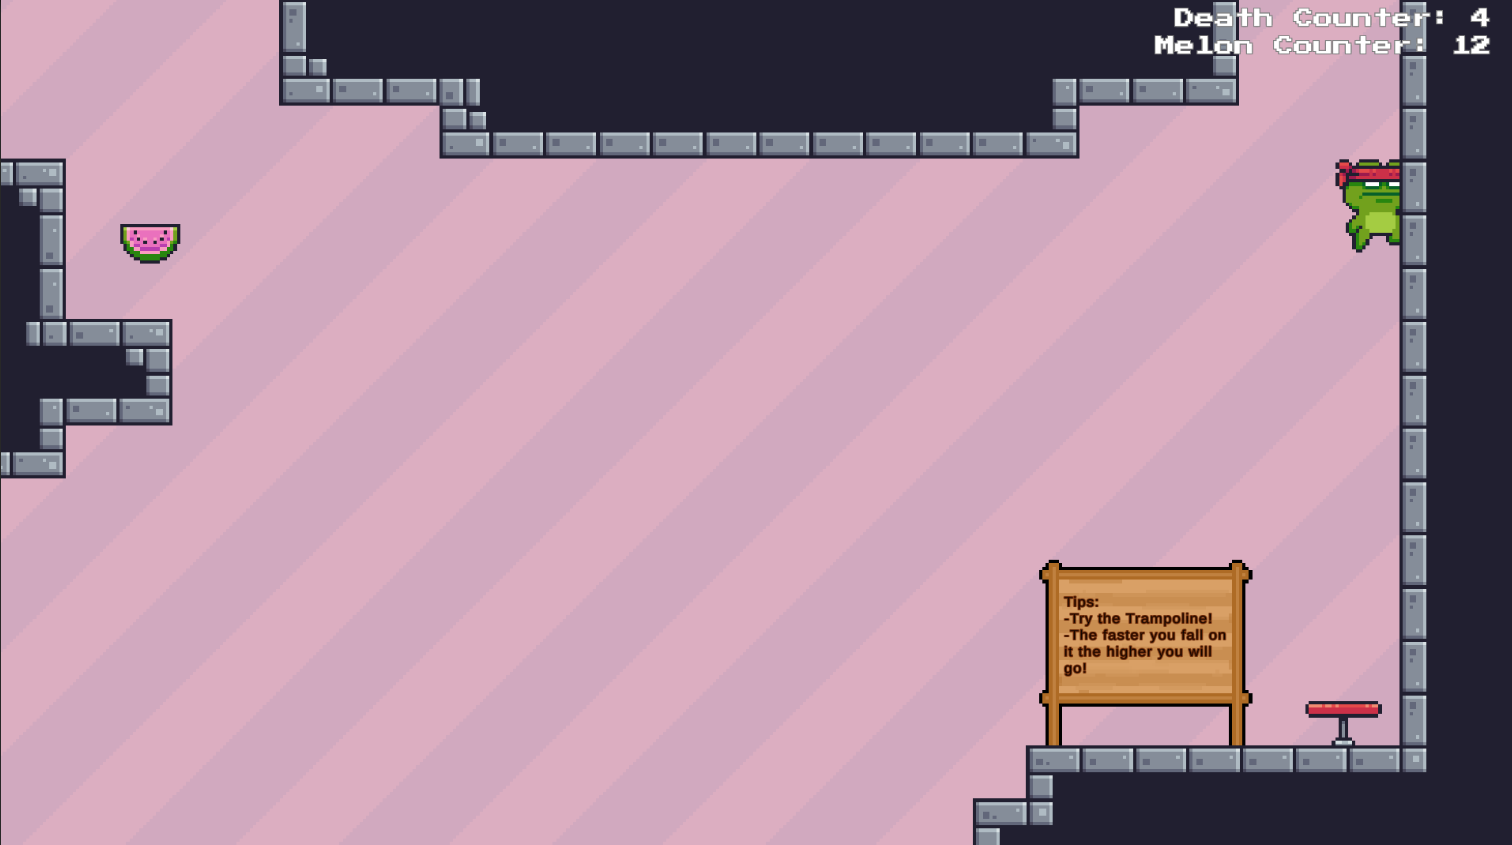 Death Counter: 4
Melon Counter: 12
Tips:
-Try the Trampoline!
-The faster you fall on
it the higher you will
go!